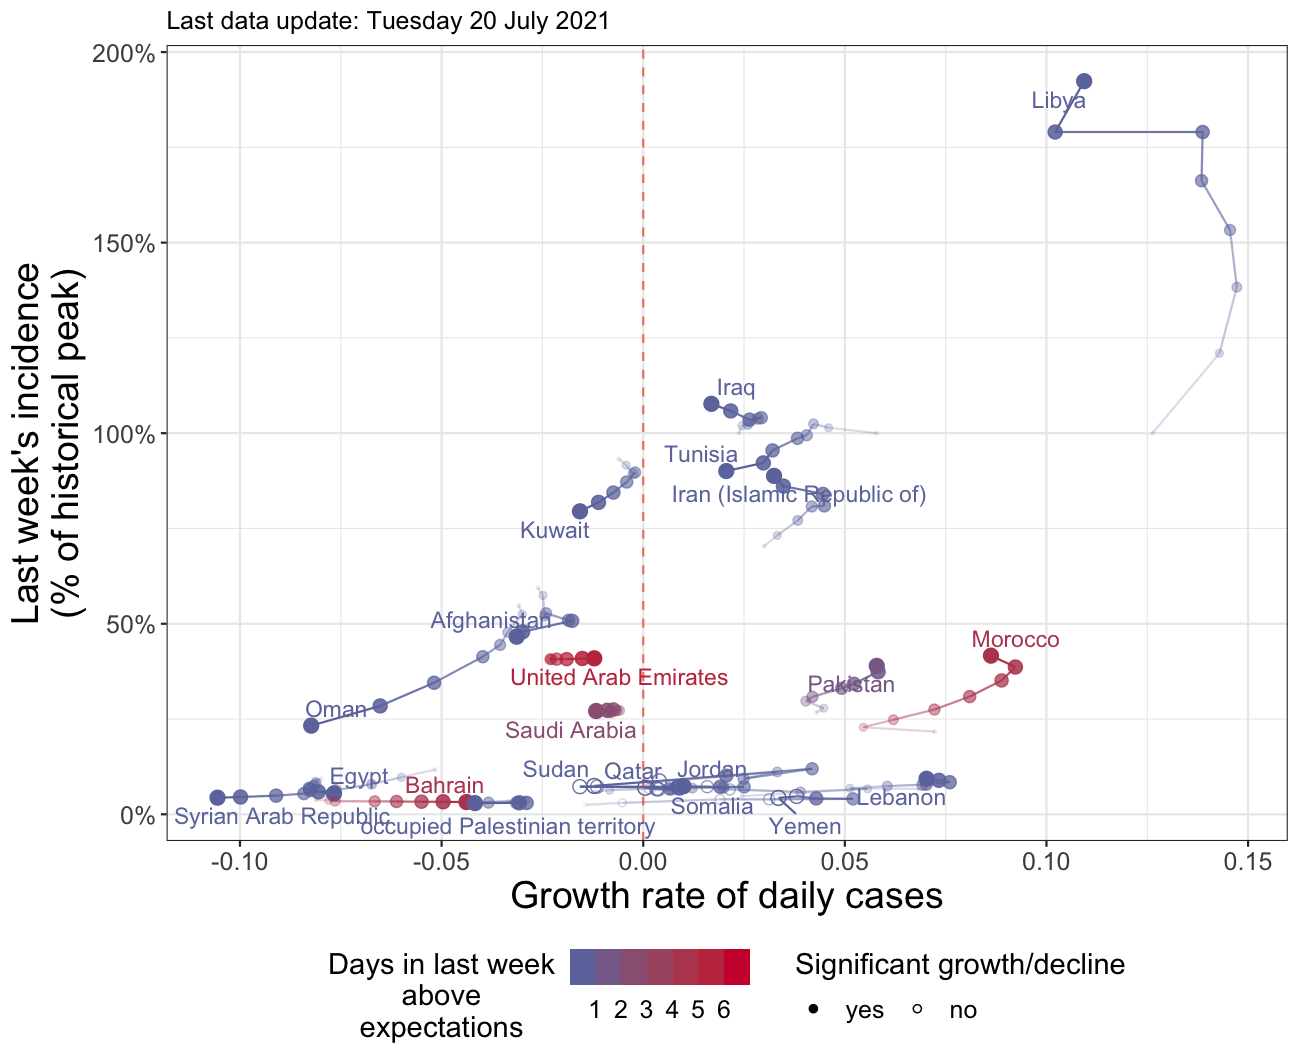 Last data update: Tuesday 20 July 2021
200%
150%
100%
50%
0%
Last week's incidence
(% of historical peak)
Libya
Iraq
Tunisia
Iran (Islamic Republic of)
Kuwait
Afghanistan
Morocco
United Arab Emirates
Pakistan
Oman
Saudi Arabia
Sudan
Qatar
Jordan
Egypt
Bahrain
Lebanon
Somalia
Syrian Arab Republic
occupied Palestinian territory
Yemen
-0.10
-0.05
0.00
0.05
0.10
0.15
Growth rate of daily cases
Days in last week
above
expectations
1 2 3 4 5 6
Significant growth/decline
yes
no